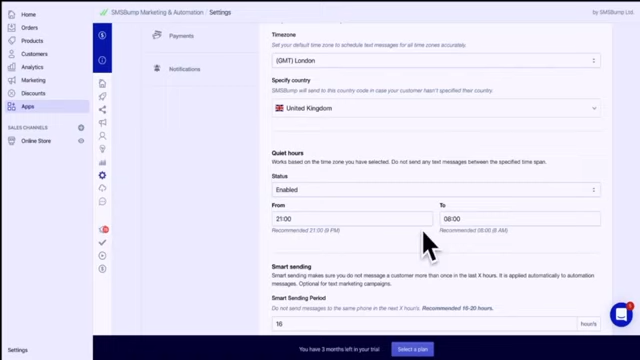 Home
Orders
Products
Customers
Analytics
Marketing
Discounts
Apps
SALES CHANNELS
Online Store
Settings
SMSBump Marketing & Automation / Settings
by SMSBump Ltd.
Payments
Notifications
Timezone
Set your default time zone to schedule text messages for all time zones accurately.
(GMT) London
Specify country
SMSBump will send to this country code in case your customer hasn't specified their country.
United Kingdom
Quiet hours
Works based on the time zone you have selected. Do not send any text messages between the specified time span.
Status
Enabled
From
To
21:00
08:00
Recommended 21:00 (9 PM)
Recommended 08:00 (8 AM)
Smart sending
Smart sending makes sure you do not message a customer more than once in the last X hours. It is applied automatically to automation
messages. Optional for text marketing campaigns.
Smart Sending Period
Do not send messages to the same phone in the next X hours. Recommended 16-20 hours.
16
hour/s
You have 3 months left in your trial
Select a plan